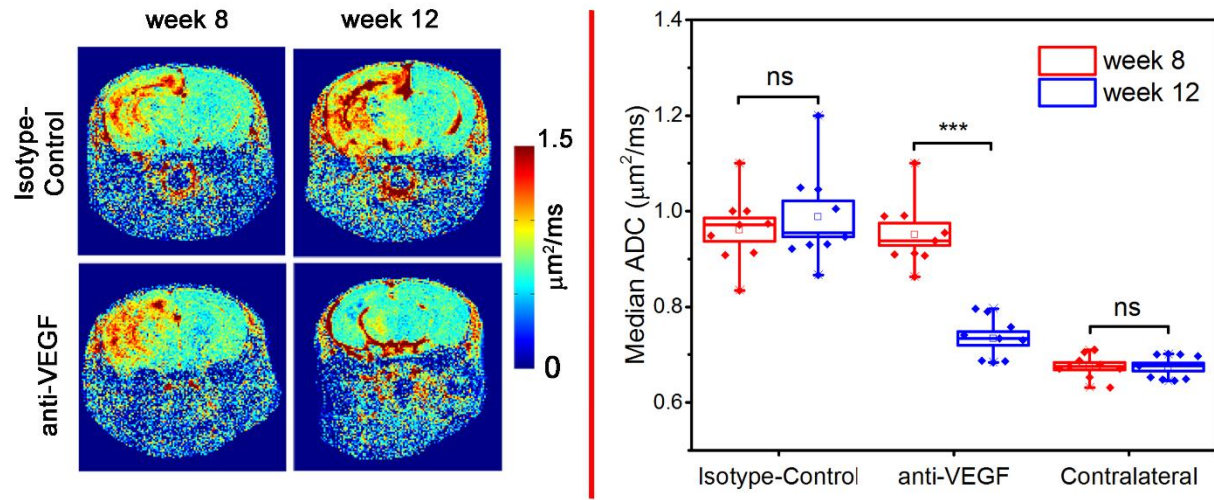 week 8 week 12
Isotype-
Control
anti-VEGF
1.5
μm²/ms
0
Median ADC (μm²/ms)
1.4
1.2
1.0
0.8
0.6
ns
***
ns
week 8
week 12
Isotype-Control anti-VEGF Contralateral